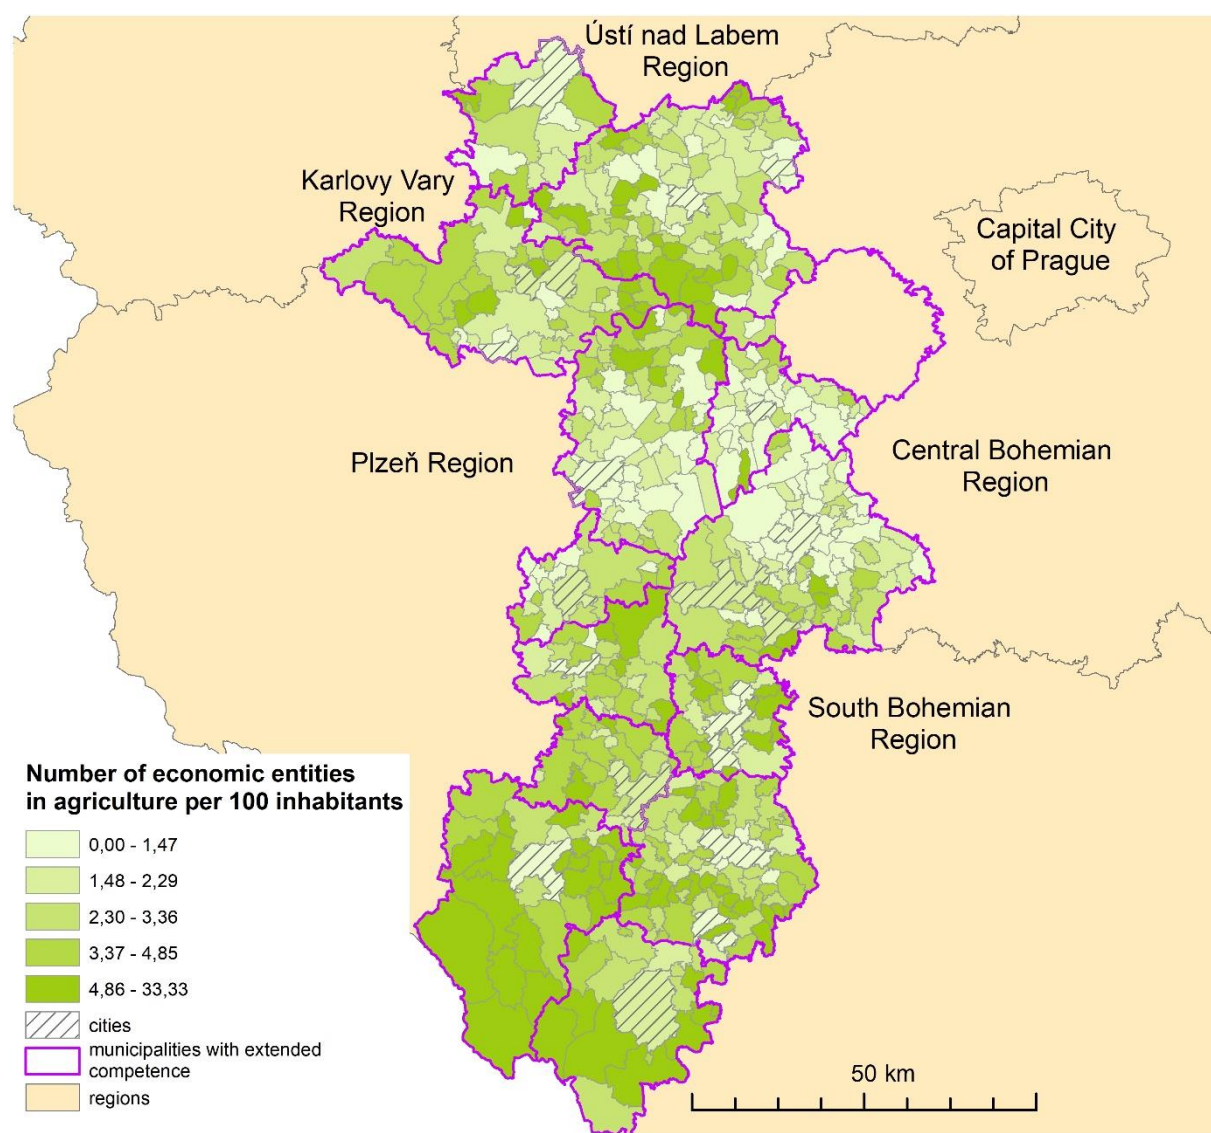 Ústí nad Labem
Region
Karlovy Vary
Region
Capital City
of Prague
Plzeň Region
Central Bohemian
Region
South Bohemian
Region
Number of economic entities
in agriculture per 100 inhabitants
0,00 - 1,47
1,48 - 2,29
2,30 - 3,36
3,37 - 4,85
4,86 - 33,33
cities
municipalities with extended
competence
regions
50 km